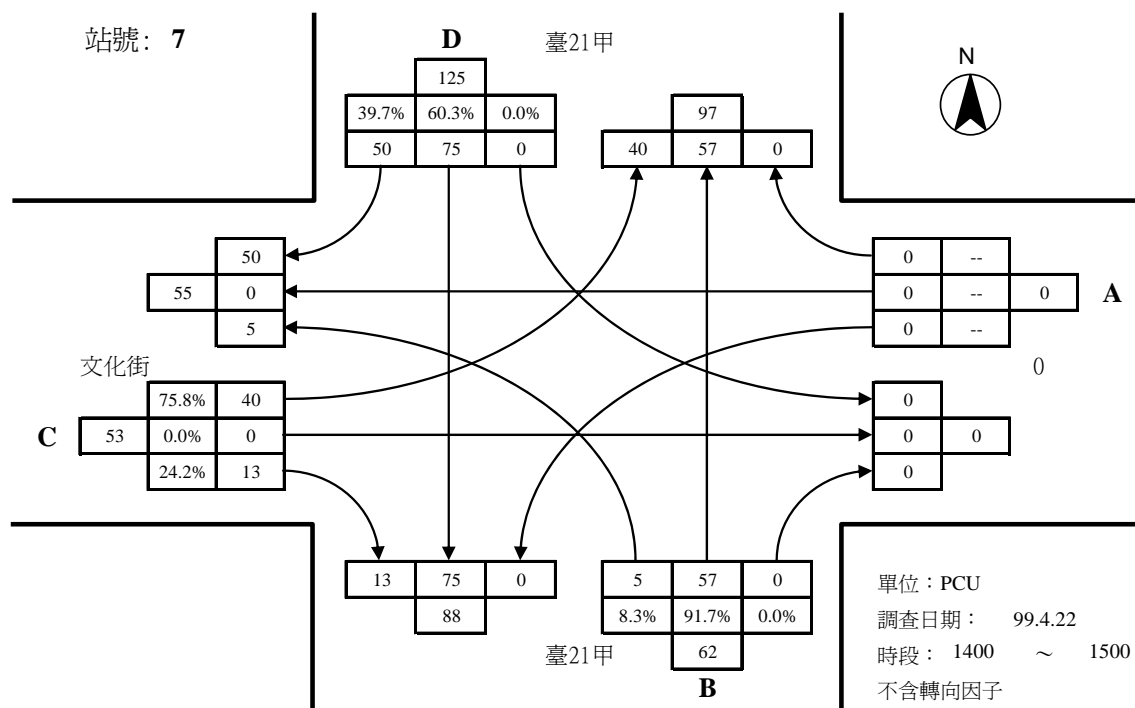 站號: 7
D
臺21甲
N
125
39.7% 60.3% 0.0%
50 75 0
97
40 57 0
50
55 0
5
0 --
0 -- 0
0 --
A
文化街
0
75.8% 40
C
53 0.0% 0
24.2% 13
0
0 0
0
13 75 0
88
5 57 0
8.3% 91.7% 0.0%
62
臺21甲
B
單位：PCU
調查日期： 99.4.22
時段： 1400 ～ 1500
不含轉向因子